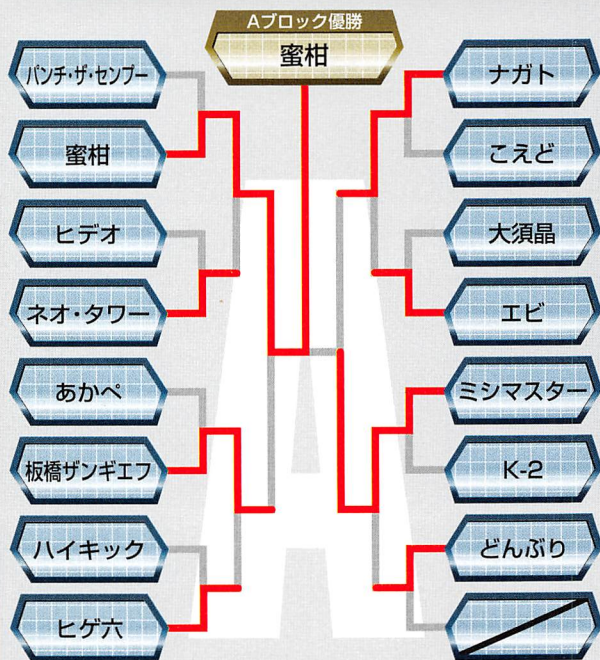 Aブロック優勝
蜜柑
パンチ・ザ・センプー
蜜柑
ヒデオ
ネオ・タワー
あかぺ
板橋ザンギエフ
ハイキック
ヒゲ六
ナガト
こえど
大須晶
エビ
ミシマスター
K-2
どんぶり